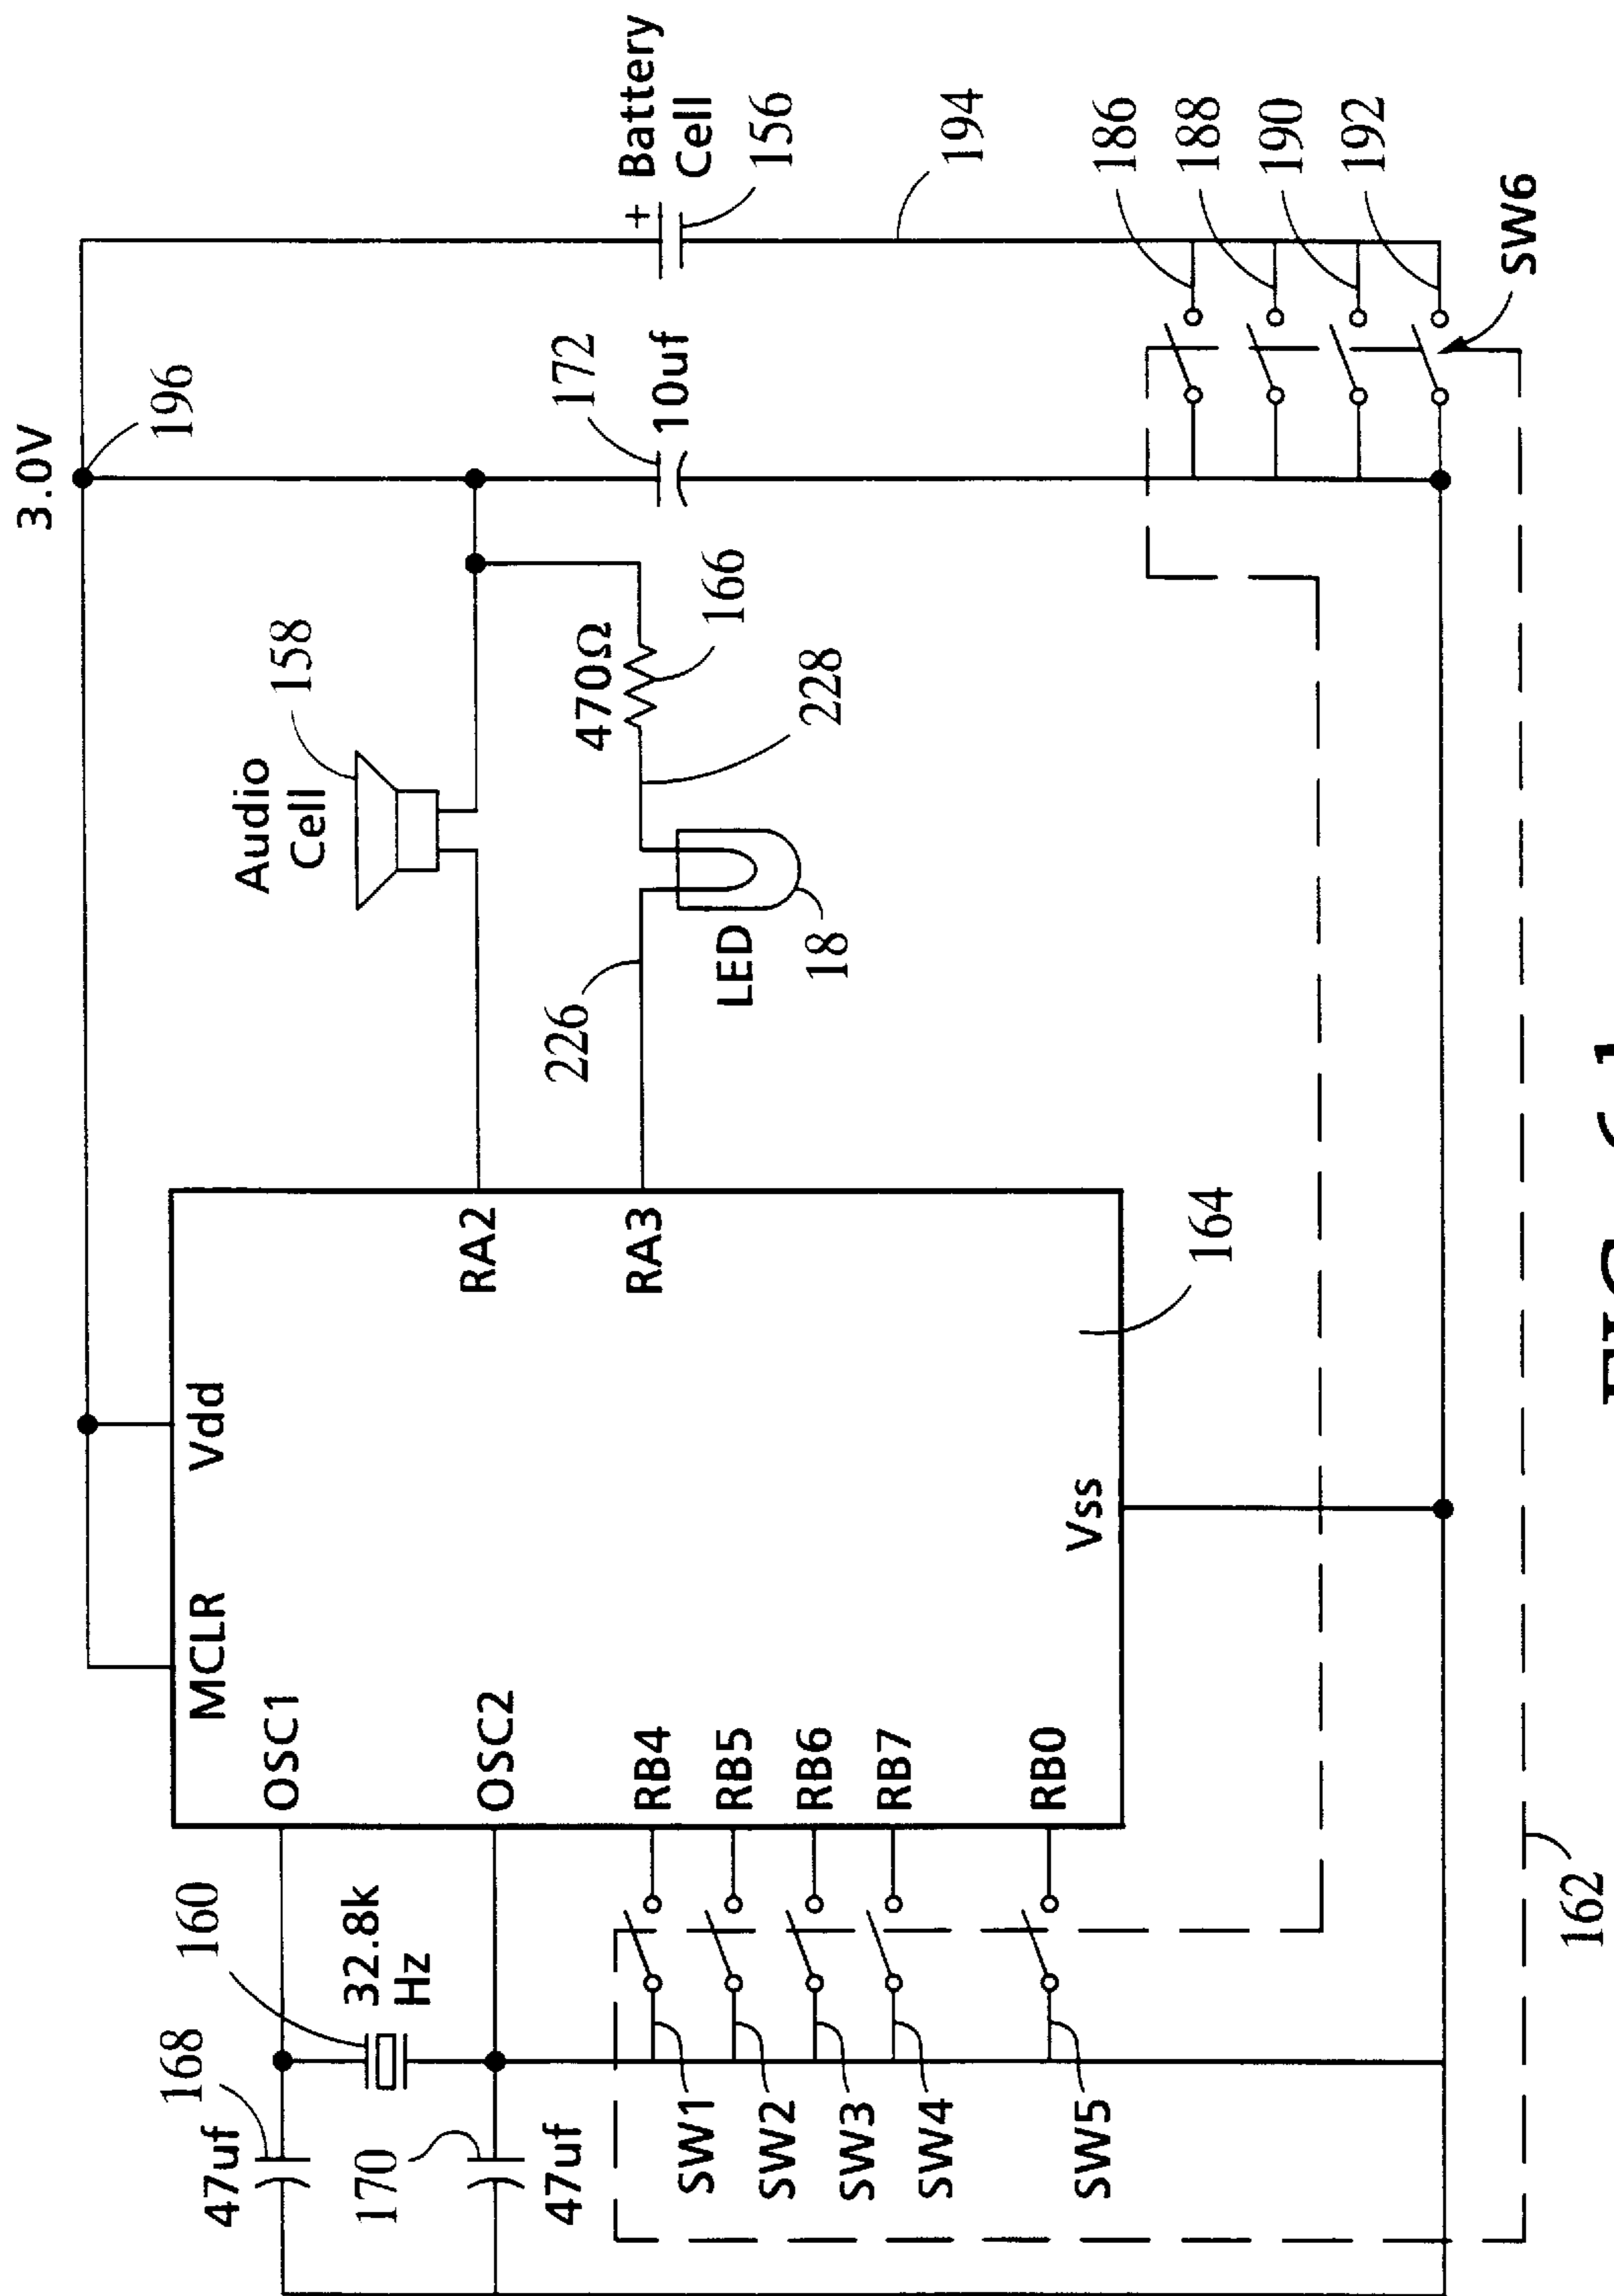 3.0V
196
Battery
Cell
+
156
194
172
10uf
186
188
190
192
SW6
Audio
Cell
158
470Ω
166
228
226
LED
18
MCLR
Vdd
OSC1
OSC2
RA2
RA3
RB4
RB5
RB6
RB7
RB0
Vss
164
160
32.8k
Hz
168
47uf
170
47uf
SW1
SW2
SW3
SW4
SW5
162